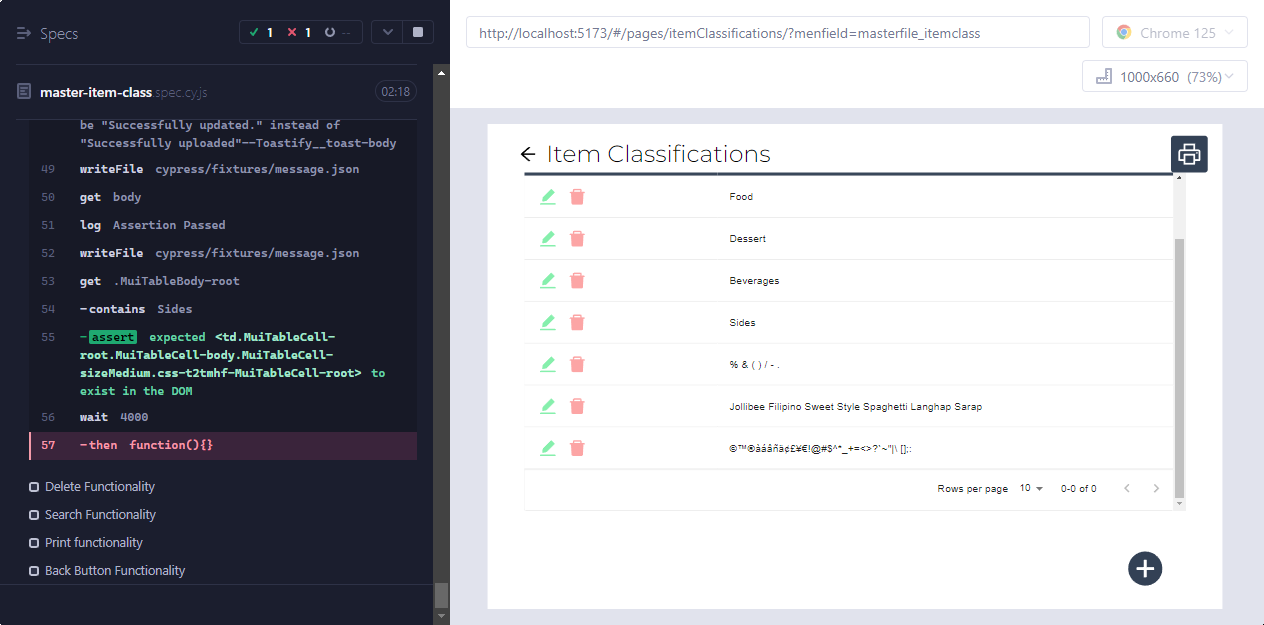 Specs
1 1 --
master-item-class.spec.cy.js 02:18
be "Successfully updated." instead of
"Successfully uploaded"--Toastify__toast-body
49 writeFile cypress/fixtures/message.json
50 get body
51 log Assertion Passed
52 writeFile cypress/fixtures/message.json
53 get .MuiTableBody-root
54 -contains Sides
55 -assert expected <td.MuiTableCell-
root.MuiTableCell-body.MuiTableCell-
sizeMedium.css-t2tmhf-MuiTableCell-root> to
exist in the DOM
56 wait 4000
57 -then function(){}
Delete Functionality
Search Functionality
Print functionality
Back Button Functionality
http://localhost:5173/#/pages/itemClassifications/?menfield=masterfile_itemclass
Chrome 125
1000x660 (73%)
Item Classifications
Food
Dessert
Beverages
Sides
% & ( ) / - .
Jollibee Filipino Sweet Style Spaghetti Langhap Sarap
Rows per page 10 0-0 of 0